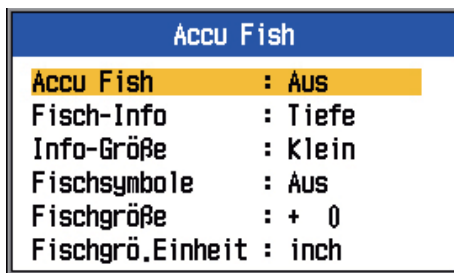 Accu Fish
Accu Fish : Aus
Fisch-Info : Tiefe
Info-Größe : Klein
Fischsymbole : Aus
Fischgröße : + 0
Fischgrö.Einheit : inch